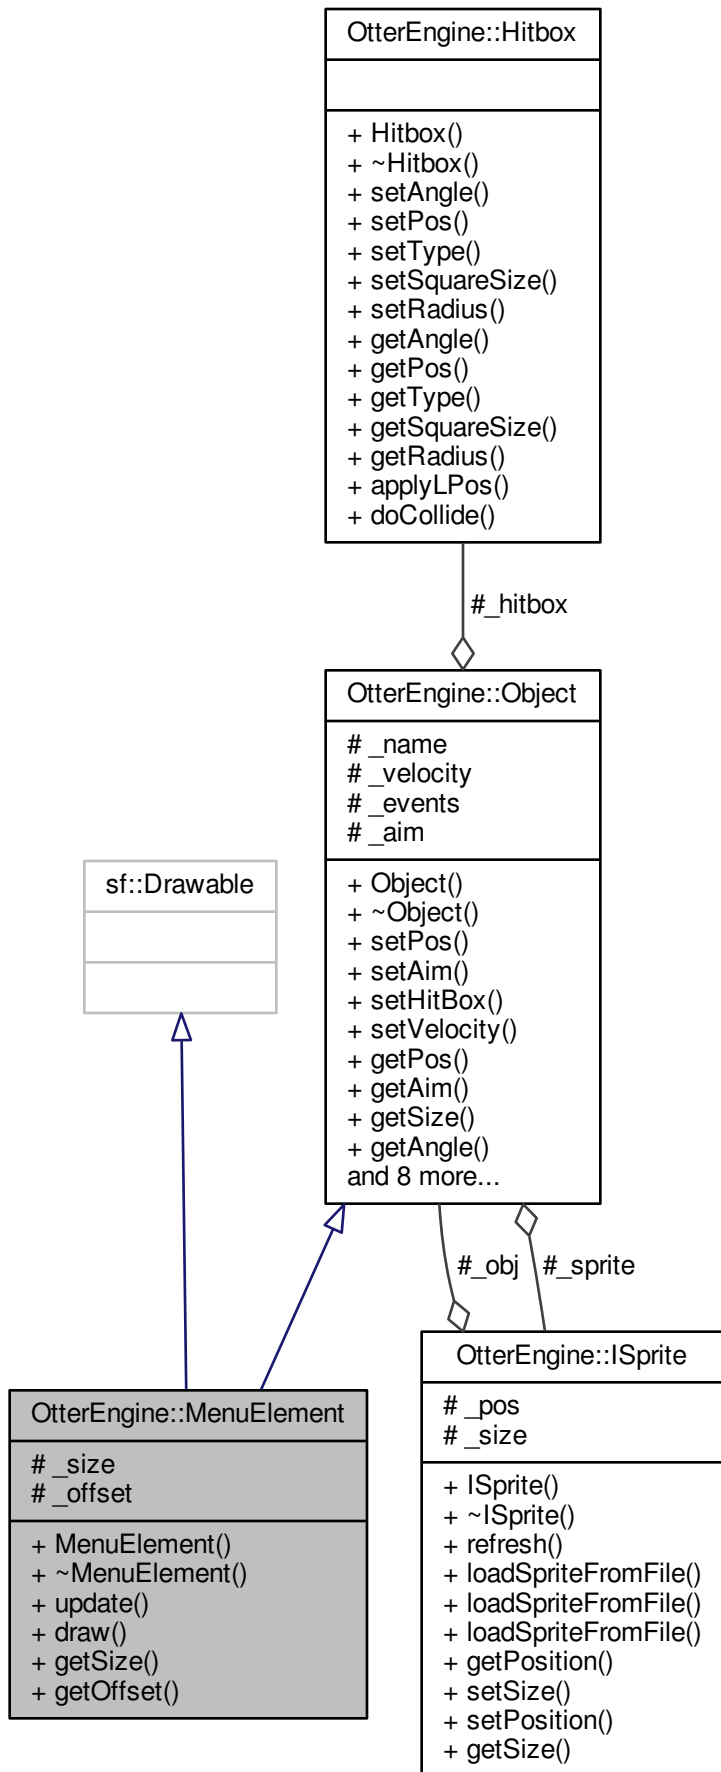 OtterEngine::Hitbox
+ Hitbox()
+ ~Hitbox()
+ setAngle()
+ setPos()
+ setType()
+ setSquareSize()
+ setRadius()
+ getAngle()
+ getPos()
+ getType()
+ getSquareSize()
+ getRadius()
+ applyLPos()
+ doCollide()
#_hitbox
OtterEngine::Object
# _name
# _velocity
# _events
# _aim
+ Object()
+ ~Object()
+ setPos()
+ setAim()
+ setHitBox()
+ setVelocity()
+ getPos()
+ getAim()
+ getSize()
+ getAngle()
and 8 more...
sf::Drawable
#_obj
#_sprite
OtterEngine::MenuElement
# _size
# _offset
+ MenuElement()
+ ~MenuElement()
+ update()
+ draw()
+ getSize()
+ getOffset()
OtterEngine::ISprite
# _pos
# _size
+ ISprite()
+ ~ISprite()
+ refresh()
+ loadSpriteFromFile()
+ loadSpriteFromFile()
+ loadSpriteFromFile()
+ getPosition()
+ setSize()
+ setPosition()
+ getSize()